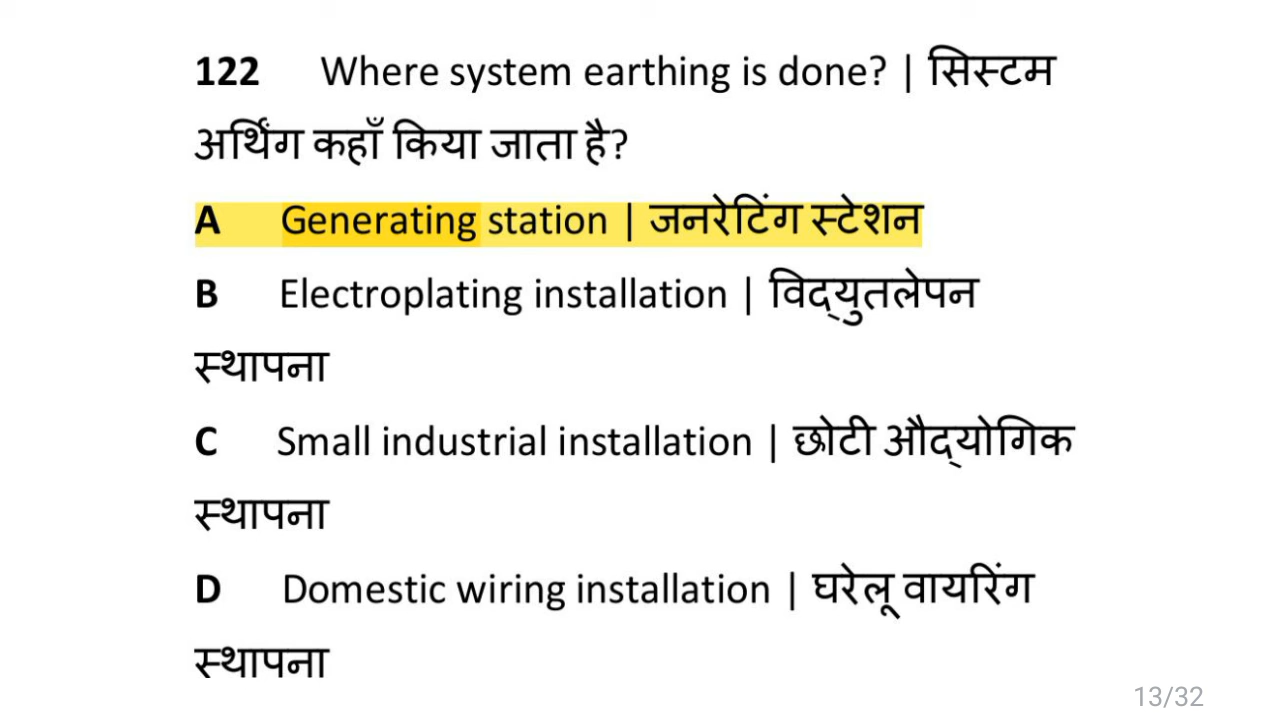 122 Where system earthing is done? | सिस्टम
अर्थिंग कहाँ किया जाता है?
A Generating station | जनरेटिंग स्टेशन
B Electroplating installation | विद्युतलेपन
स्थापना
C Small industrial installation | छोटी औद्योगिक
स्थापना
D Domestic wiring installation | घरेलू वायरिंग
स्थापना
13/32